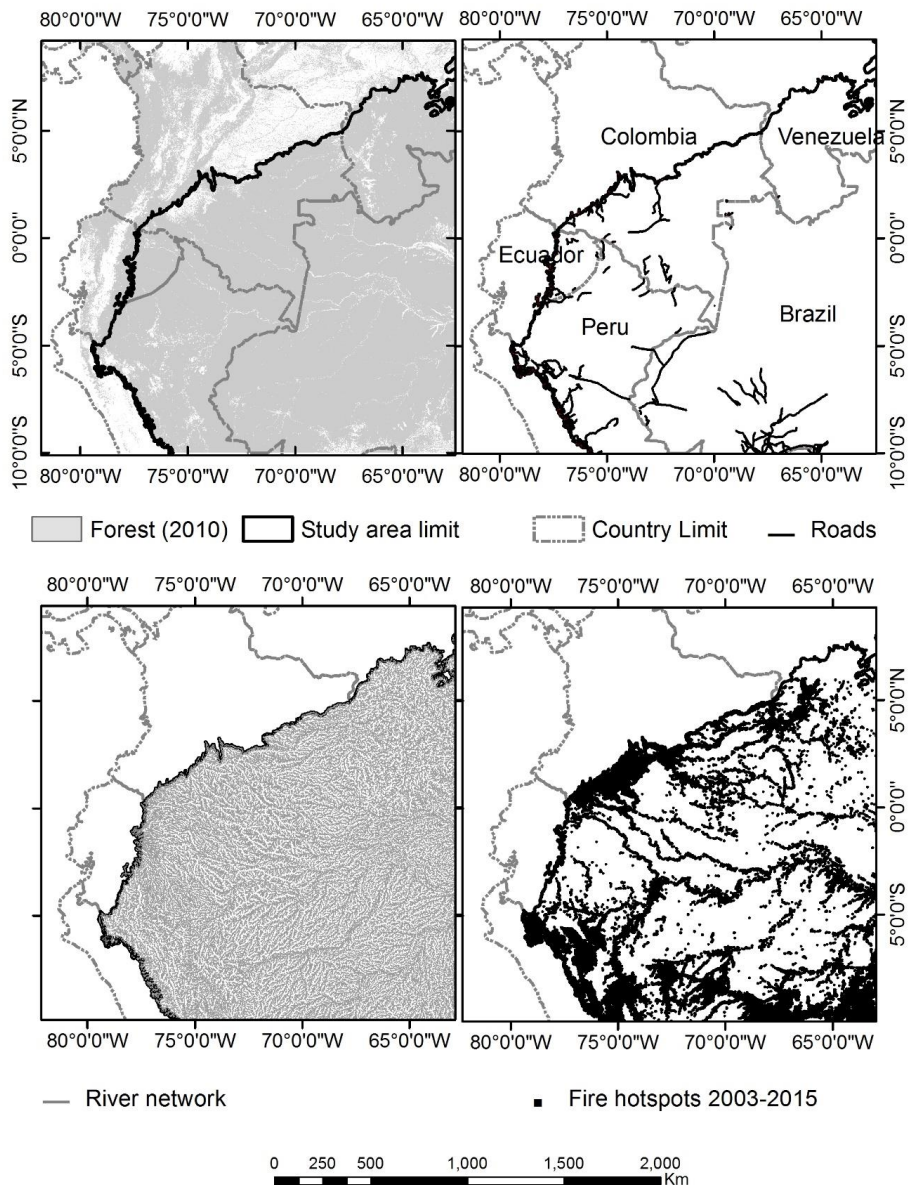 80°0'0"W 75°0'0"W 70°0'0"W 65°0'0"W 80°0'0"W 75°0'0"W 70°0'0"W 65°0'0"W
5°0'0"N
0°0'0"
5°0'0"S
10°0'0"S
Colombia
Venezuela
Ecuador
Peru
Brazil
5°0'0"N
0°0'0"
5°0'0"S
10°0'0"S
80°0'0"W 75°0'0"W 70°0'0"W 65°0'0"W 80°0'0"W 75°0'0"W 70°0'0"W 65°0'0"W
Forest (2010) Study area limit Country Limit Roads
80°0'0"W 75°0'0"W 70°0'0"W 65°0'0"W 80°0'0"W 75°0'0"W 70°0'0"W 65°0'0"W
5°0'0"N
0°0'0"
5°0'0"S
80°0'0"W 75°0'0"W 70°0'0"W 65°0'0"W 80°0'0"W 75°0'0"W 70°0'0"W 65°0'0"W
River network Fire hotspots 2003-2015
0 250 500 1,000 1,500 2,000
Km